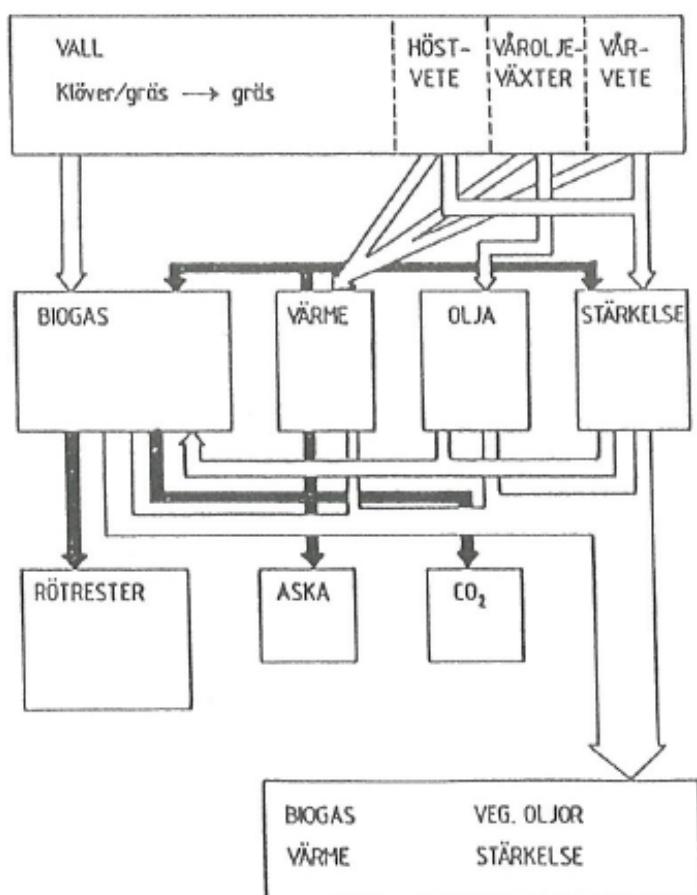 VALL
Klöver/gräs → gräs
HÖST-
VETE
VÅROLJE-
VÄXTER
VÅR-
VETE
BIOGAS
VÄRME
OLJA
STÄRKELSE
RÖTRESTER
ASKA
CO₂
BIOGAS VEG. OLJOR
VÄRME STÄRKELSE